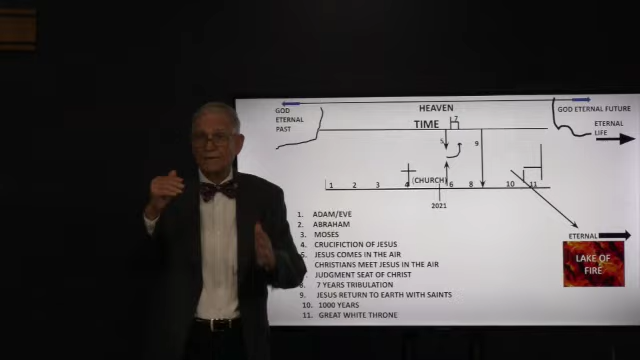 HEAVEN
GOD
ETERNAL
PAST
GOD ETERNAL FUTURE
TIME
7
ETERNAL
LIFE
5
9
1 2 3 4 (CHURCH) 6 8 10 11
2021
1. ADAM/EVE
2. ABRAHAM
3. MOSES
4. CRUCIFICTION OF JESUS
5. JESUS COMES IN THE AIR
CHRISTIANS MEET JESUS IN THE AIR
JUDGMENT SEAT OF CHRIST
8. 7 YEARS TRIBULATION
9. JESUS RETURN TO EARTH WITH SAINTS
10. 1000 YEARS
11. GREAT WHITE THRONE
ETERNAL
LAKE OF
FIRE